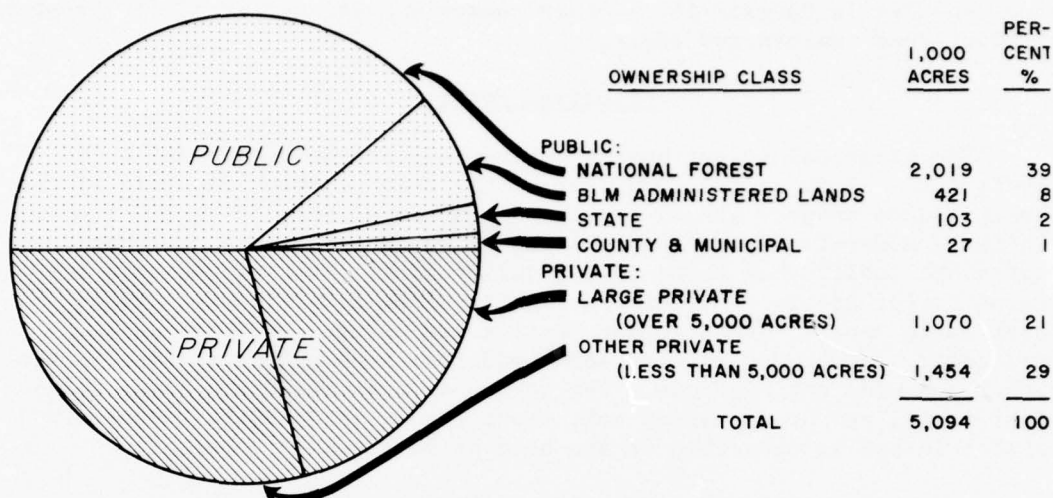 PUBLIC
PRIVATE
OWNERSHIP CLASS 1,000 ACRES PER-CENT %
PUBLIC:
NATIONAL FOREST 2,019 39
BLM ADMINISTERED LANDS 421 8
STATE 103 2
COUNTY & MUNICIPAL 27 1
PRIVATE:
LARGE PRIVATE
(OVER 5,000 ACRES) 1,070 21
OTHER PRIVATE
(LESS THAN 5,000 ACRES) 1,454 29
TOTAL 5,094 100